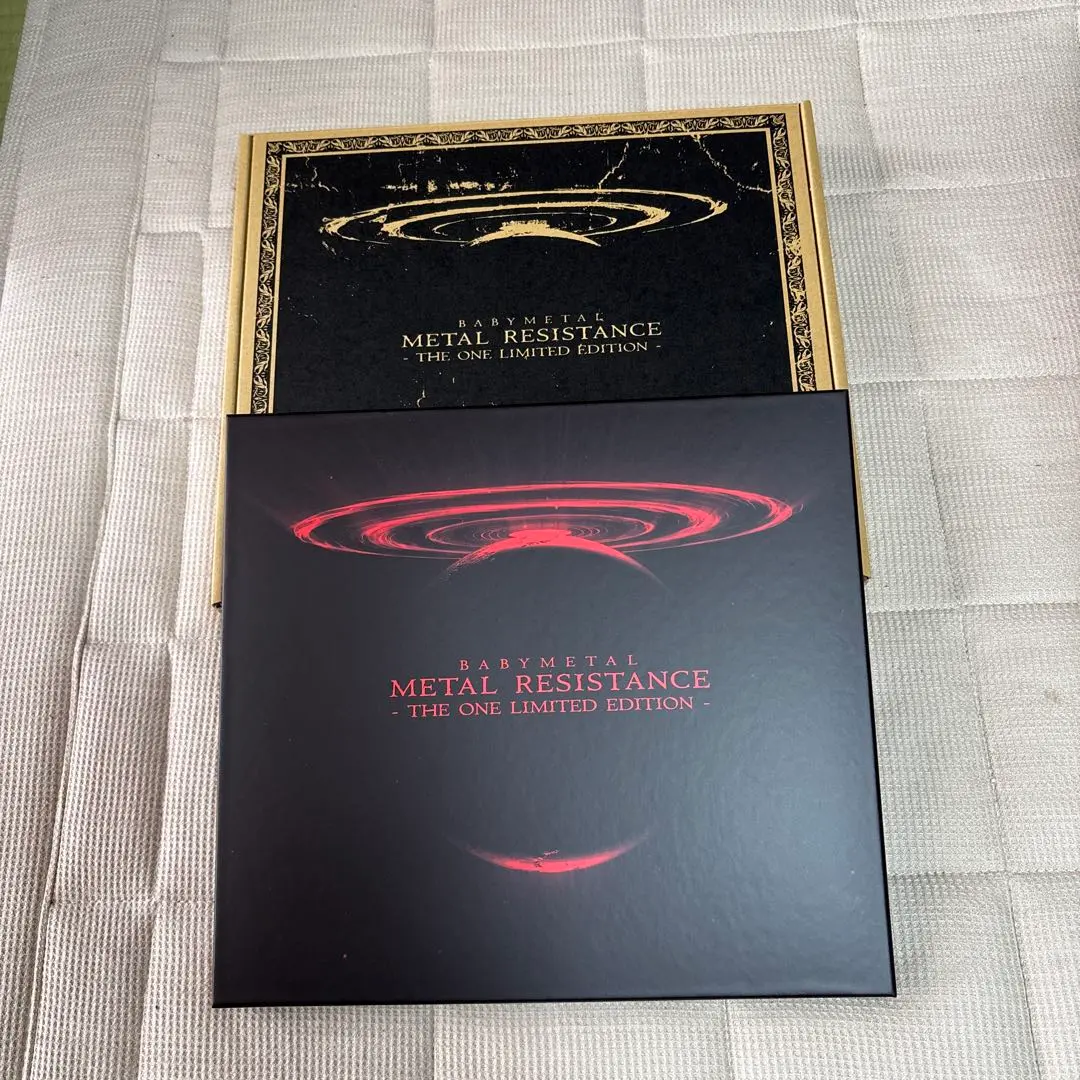 BABYMETAL
METAL RESISTANCE
- THE ONE LIMITED EDITION -
BABYMETAL
METAL RESISTANCE
- THE ONE LIMITED EDITION -